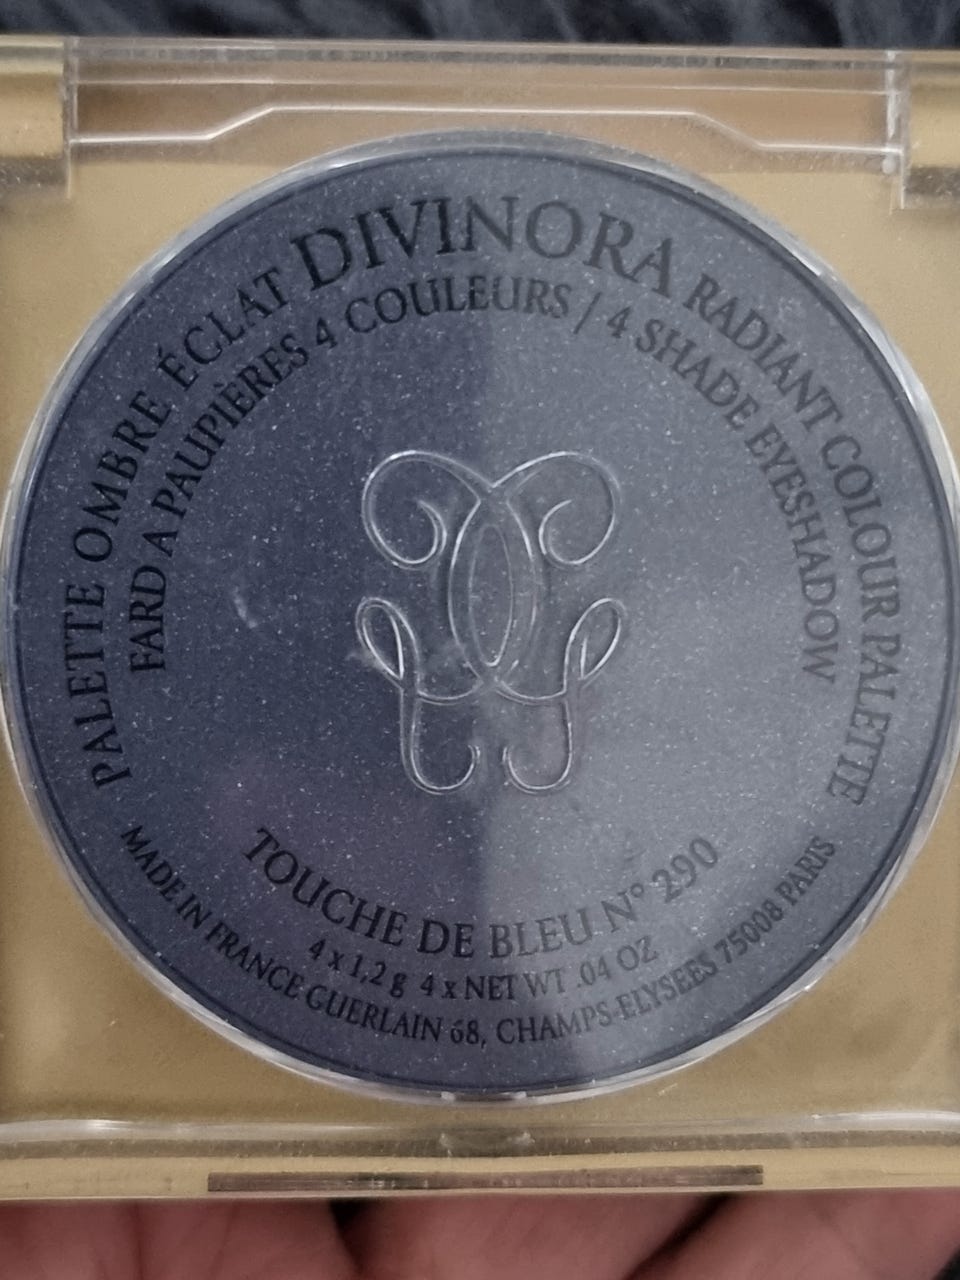 PALETTE OMBRE ÉCLAT DIVINORA RADIANT COLOUR PALETTE
FARD A PAUPIÈRES 4 COULEURS / 4 SHADE EYESHADOW
TOUCHE DE BLEU N° 290
4 x 1,2 g 4 x NET WT .04 OZ
MADE IN FRANCE GUERLAIN 68, CHAMPS-ELYSEES 75008 PARIS